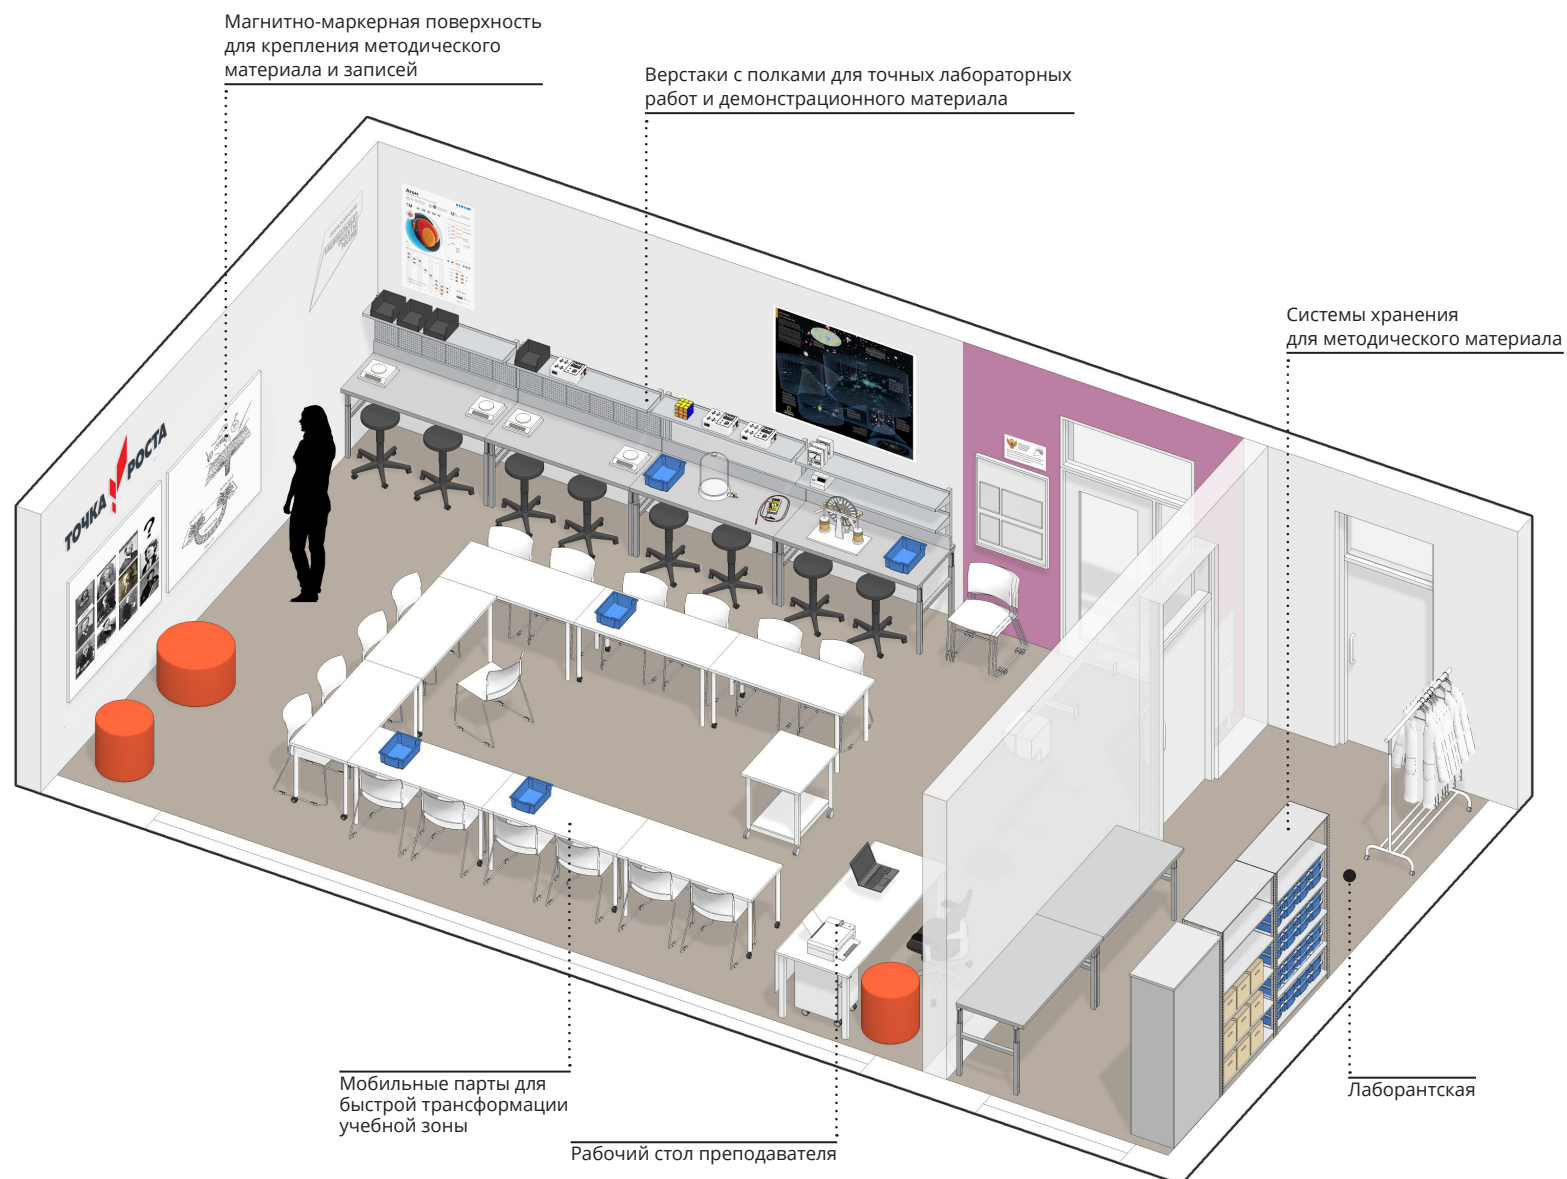 Магнитно-маркерная поверхность
для крепления методического
материала и записей
Верстаки с полками для точных лабораторных
работ и демонстрационного материала
Системы хранения
для методического материала
Атом
ТОЧКА РОСТА
?
Мобильные парты для
быстрой трансформации
учебной зоны
Рабочий стол преподавателя
Лаборантская